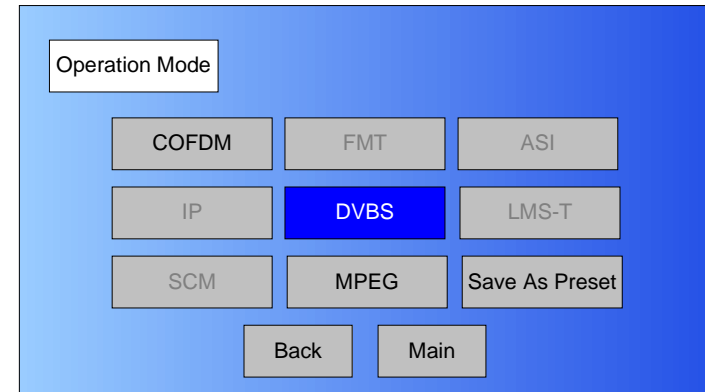 Operation Mode
COFDM FMT ASI
IP DVBS LMS-T
SCM MPEG Save As Preset
Back Main